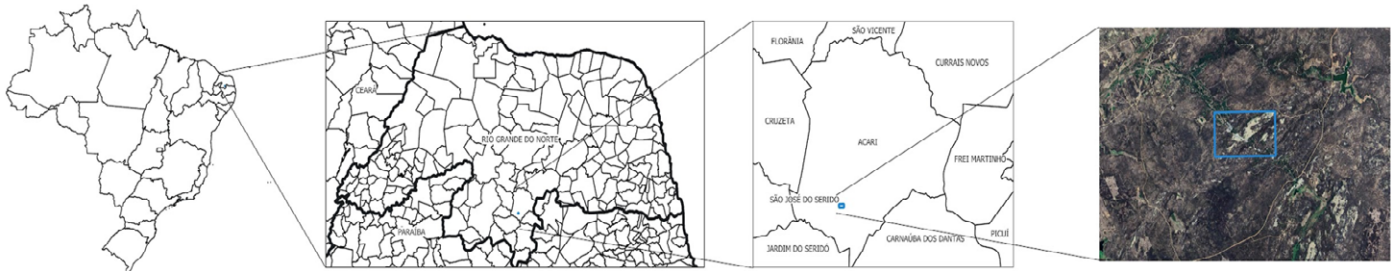 CEARÁ
RIO GRANDE DO NORTE
PARAÍBA
FLORÂNIA
SÃO VICENTE
CURRAIS NOVOS
CRUZETA
ACARI
FREI MARTINHO
SÃO JOSÉ DO SERIDÓ
JARDIM DO SERIDÓ
CARNAÚBA DOS DANTAS
PICUÍ